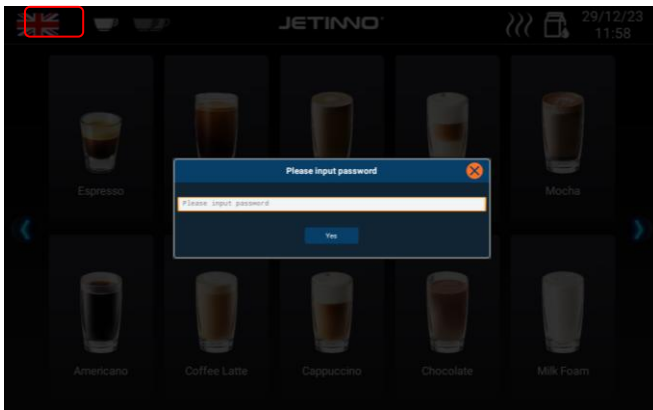 JETINNO
29/12/23
11:58
Please input password
Please input password
Yes
Espresso
Mocha
Americano
Coffee Latte
Cappuccino
Chocolate
Milk Foam